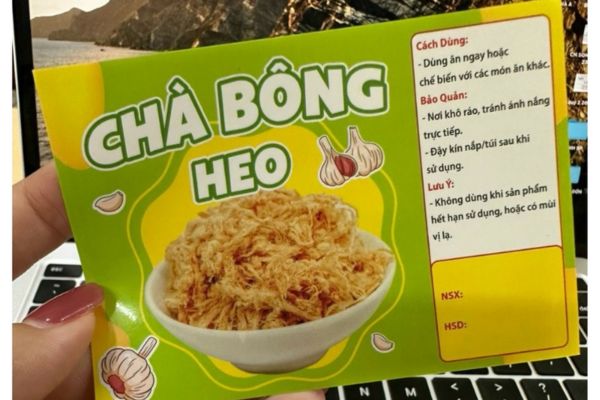 CHÀ BÔNG
HEO
Cách Dùng:
- Dùng ăn ngay hoặc
chế biến với các món ăn khác.
Bảo Quản:
- Nơi khô ráo, tránh ánh nắng
trực tiếp.
- Đậy kín nắp/túi sau khi
sử dụng.
Lưu Ý:
- Không dùng khi sản phẩm
hết hạn sử dụng, hoặc có mùi
vị lạ.
NSX:
HSD:
esc
N
M